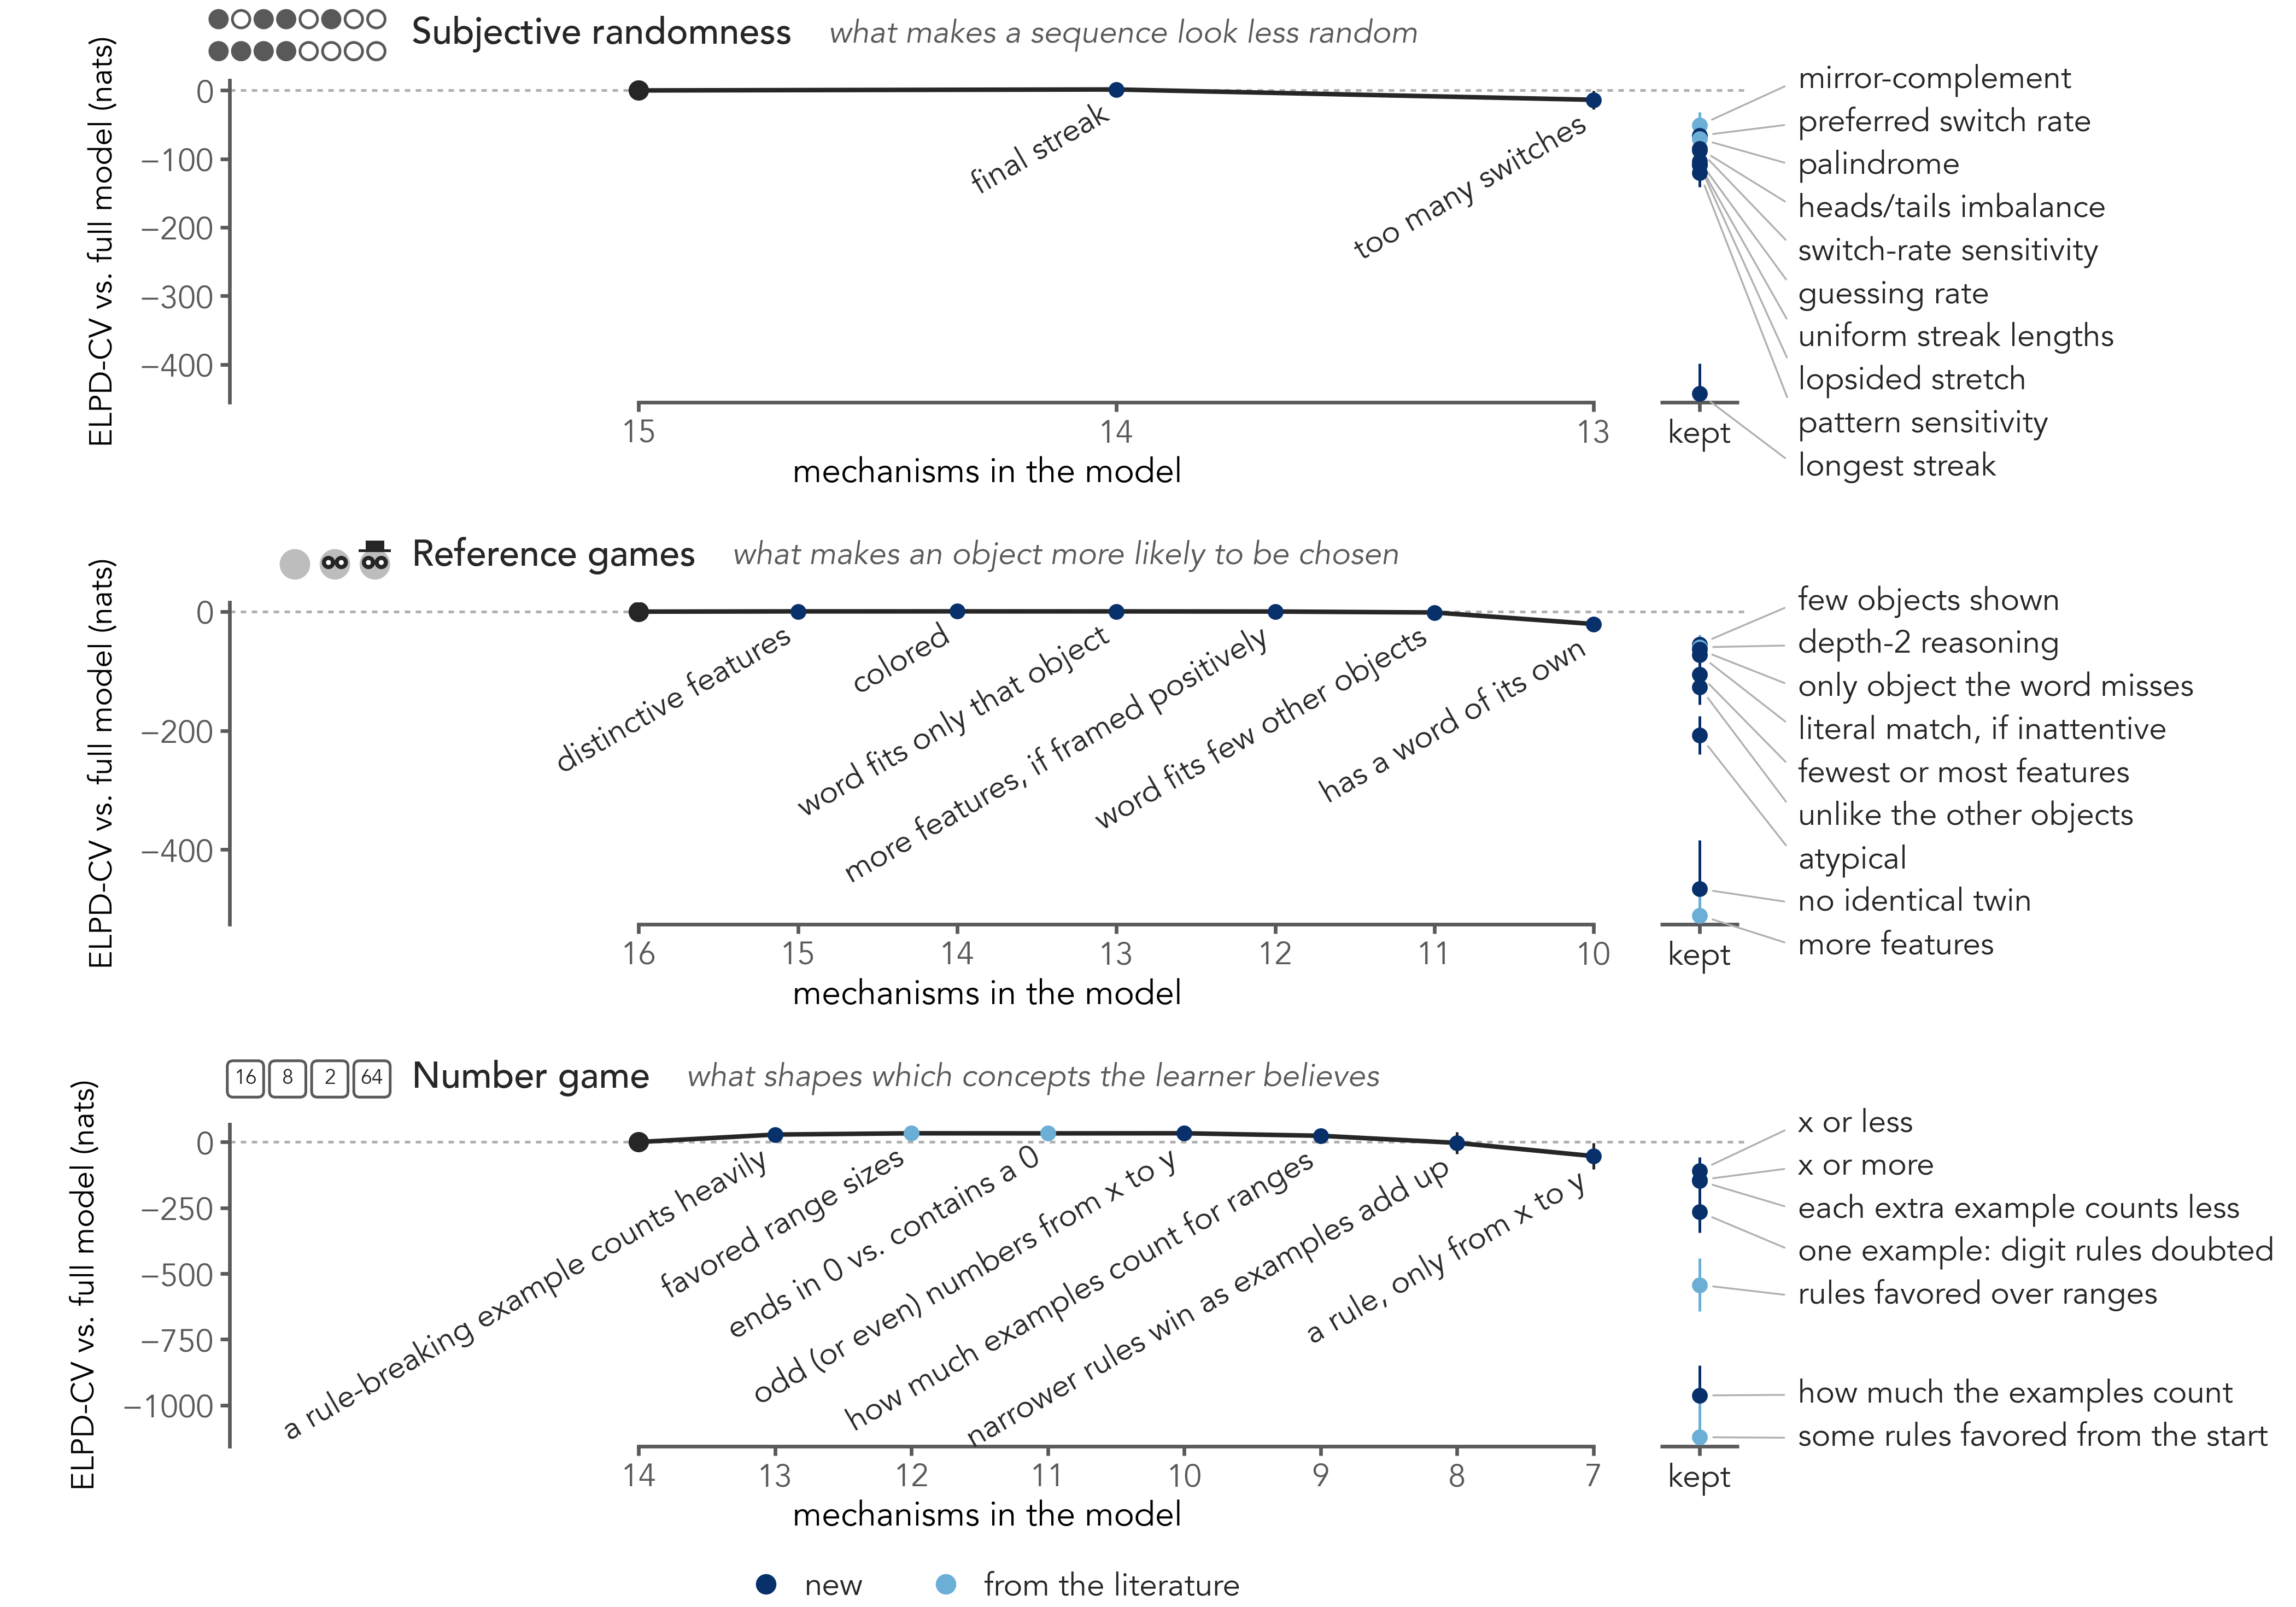 Subjective randomness what makes a sequence look less random
ELPD-CV vs. full model (nats)
0
−100
−200
−300
−400
final streak
too many switches
15 14 13 kept
mechanisms in the model
mirror-complement
preferred switch rate
palindrome
heads/tails imbalance
switch-rate sensitivity
guessing rate
uniform streak lengths
lopsided stretch
pattern sensitivity
longest streak
Reference games what makes an object more likely to be chosen
ELPD-CV vs. full model (nats)
0
−200
−400
distinctive features
colored
word fits only that object
more features, if framed positively
word fits few other objects
has a word of its own
16 15 14 13 12 11 10 kept
mechanisms in the model
few objects shown
depth-2 reasoning
only object the word misses
literal match, if inattentive
fewest or most features
unlike the other objects
atypical
no identical twin
more features
16 8 2 64 Number game what shapes which concepts the learner believes
ELPD-CV vs. full model (nats)
0
−250
−500
−750
−1000
a rule-breaking example counts heavily
favored range sizes
ends in 0 vs. contains a 0
odd (or even) numbers from x to y
how much examples count for ranges
narrower rules win as examples add up
a rule, only from x to y
14 13 12 11 10 9 8 7 kept
mechanisms in the model
x or less
x or more
each extra example counts less
one example: digit rules doubted
rules favored over ranges
how much the examples count
some rules favored from the start
new from the literature